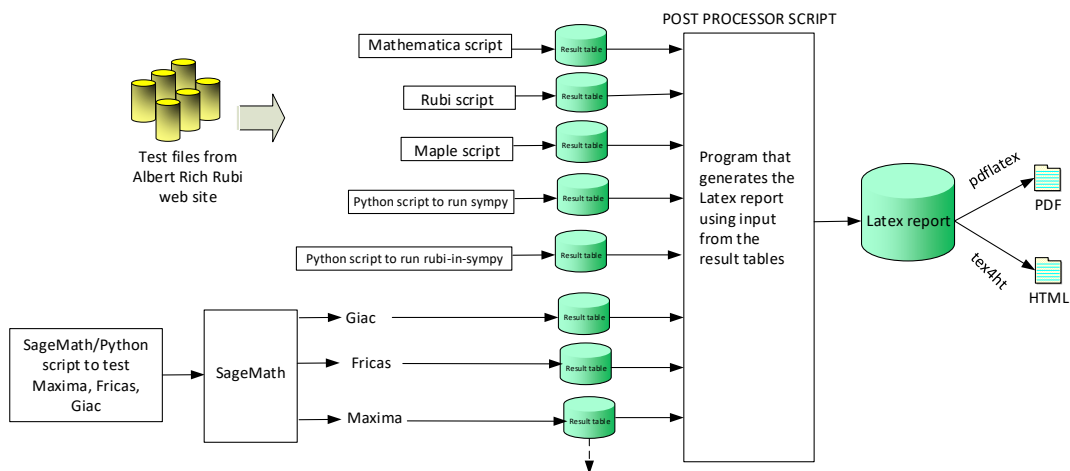 POST PROCESSOR SCRIPT
Mathematica script
Result table
Rubi script
Result table
Maple script
Result table
Python script to run sympy
Result table
Python script to run rubi-in-sympy
Result table
Test files from
Albert Rich Rubi
web site
SageMath/Python
script to test
Maxima, Fricas,
Giac
SageMath
Giac
Result table
Fricas
Result table
Maxima
Result table
Program that
generates the
Latex report
using input
from the
result tables
Latex report
pdflatex
PDF
tex4ht
HTML